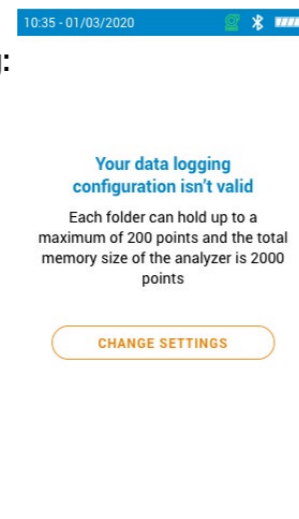 10:35 - 01/03/2020
:
Your data logging
configuration isn't valid
Each folder can hold up to a
maximum of 200 points and the total
memory size of the analyzer is 2000
points
CHANGE SETTINGS